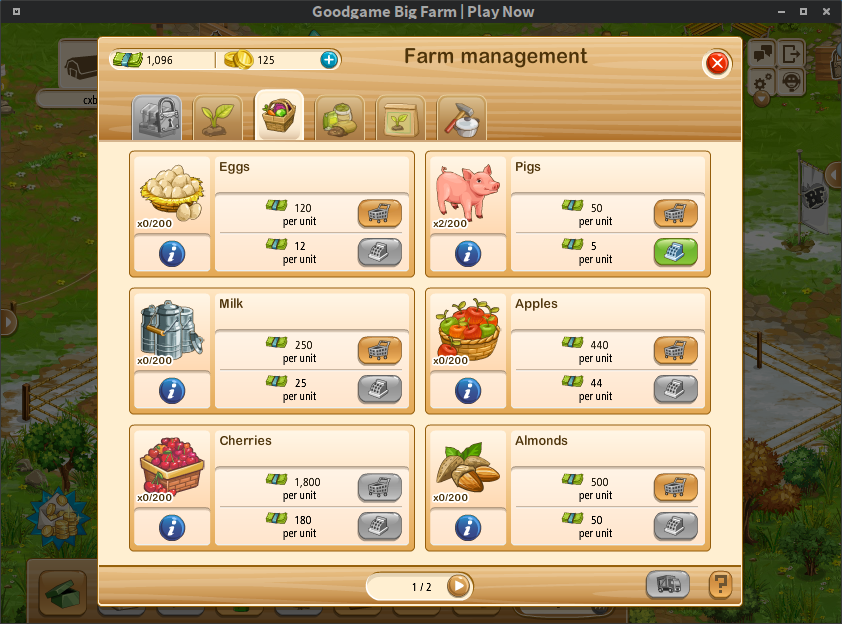 Goodgame Big Farm | Play Now
1,096
125
Farm management
cxb
Eggs
x0/200
120
per unit
12
per unit
Pigs
x2/200
50
per unit
5
per unit
Milk
x0/200
250
per unit
25
per unit
Apples
x0/200
440
per unit
44
per unit
Cherries
x0/200
1,800
per unit
180
per unit
Almonds
x0/200
500
per unit
50
per unit
1 / 2
?
BF